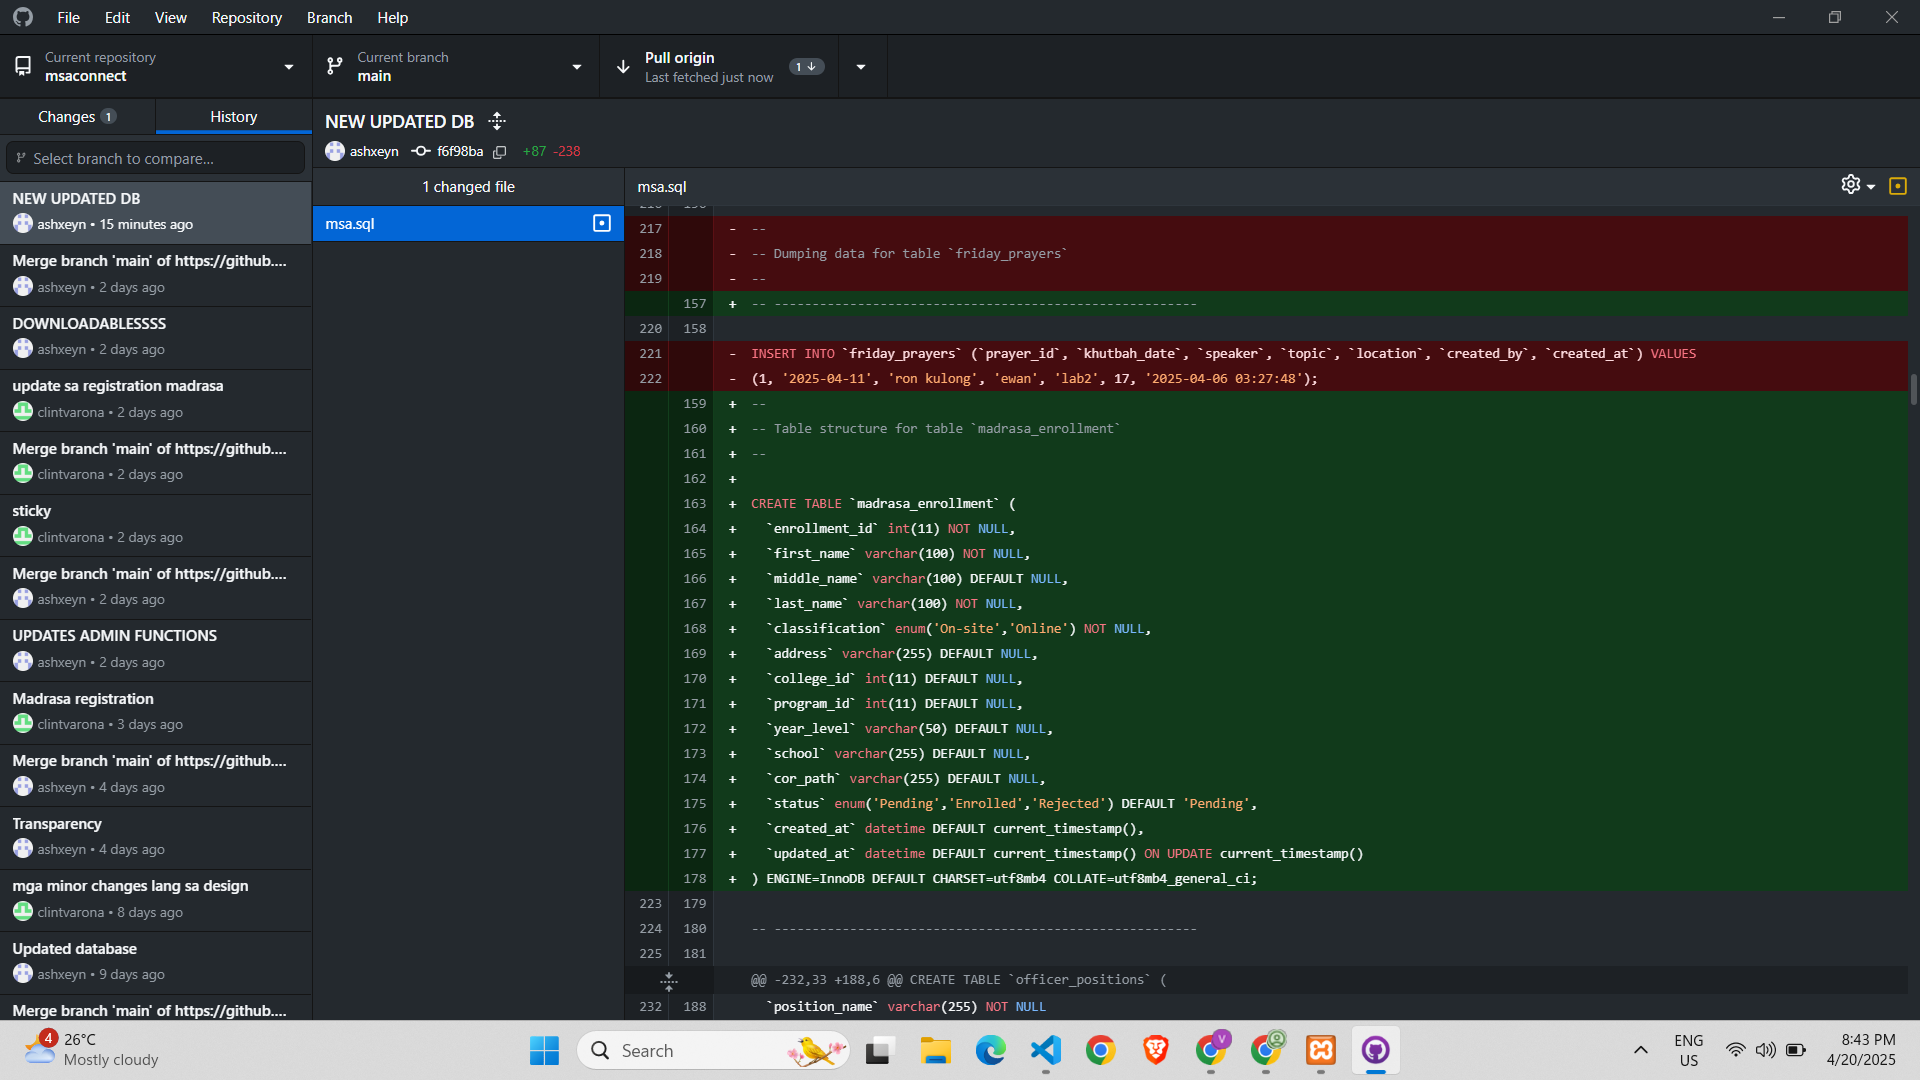 File Edit View Repository Branch Help
Current repository
msaconnect
Current branch
main
Pull origin
Last fetched just now
1
Changes 1
History
Select branch to compare...
NEW UPDATED DB
ashxeyn • 15 minutes ago
Merge branch 'main' of https://github....
ashxeyn • 2 days ago
DOWNLOADABLESSSS
ashxeyn • 2 days ago
update sa registration madrasa
clintvarona • 2 days ago
Merge branch 'main' of https://github....
clintvarona • 2 days ago
sticky
clintvarona • 2 days ago
Merge branch 'main' of https://github....
ashxeyn • 2 days ago
UPDATES ADMIN FUNCTIONS
ashxeyn • 2 days ago
Madrasa registration
clintvarona • 3 days ago
Merge branch 'main' of https://github....
ashxeyn • 4 days ago
Transparency
ashxeyn • 4 days ago
mga minor changes lang sa design
clintvarona • 8 days ago
Updated database
ashxeyn • 9 days ago
Merge branch 'main' of https://github....
NEW UPDATED DB
ashxeyn f6f98ba +87 -238
1 changed file
msa.sql
msa.sql
217 - --
218 - -- Dumping data for table `friday_prayers`
219 - --
157 + -- --------------------------------------------------------
220 158
221 - INSERT INTO `friday_prayers` (`prayer_id`, `khutbah_date`, `speaker`, `topic`, `location`, `created_by`, `created_at`) VALUES
222 - (1, '2025-04-11', 'ron kulong', 'ewan', 'lab2', 17, '2025-04-06 03:27:48');
159 + --
160 + -- Table structure for table `madrasa_enrollment`
161 + --
162 +
163 + CREATE TABLE `madrasa_enrollment` (
164 + `enrollment_id` int(11) NOT NULL,
165 + `first_name` varchar(100) NOT NULL,
166 + `middle_name` varchar(100) DEFAULT NULL,
167 + `last_name` varchar(100) NOT NULL,
168 + `classification` enum('On-site','Online') NOT NULL,
169 + `address` varchar(255) DEFAULT NULL,
170 + `college_id` int(11) DEFAULT NULL,
171 + `program_id` int(11) DEFAULT NULL,
172 + `year_level` varchar(50) DEFAULT NULL,
173 + `school` varchar(255) DEFAULT NULL,
174 + `cor_path` varchar(255) DEFAULT NULL,
175 + `status` enum('Pending','Enrolled','Rejected') DEFAULT 'Pending',
176 + `created_at` datetime DEFAULT current_timestamp(),
177 + `updated_at` datetime DEFAULT current_timestamp() ON UPDATE current_timestamp()
178 + ) ENGINE=InnoDB DEFAULT CHARSET=utf8mb4 COLLATE=utf8mb4_general_ci;
223 179
224 180 -- --------------------------------------------------------
225 181
@@ -232,33 +188,6 @@ CREATE TABLE `officer_positions` (
232 188 `position_name` varchar(255) NOT NULL
4
26°C
Mostly cloudy
Search
V
ENG
US
8:43 PM
4/20/2025